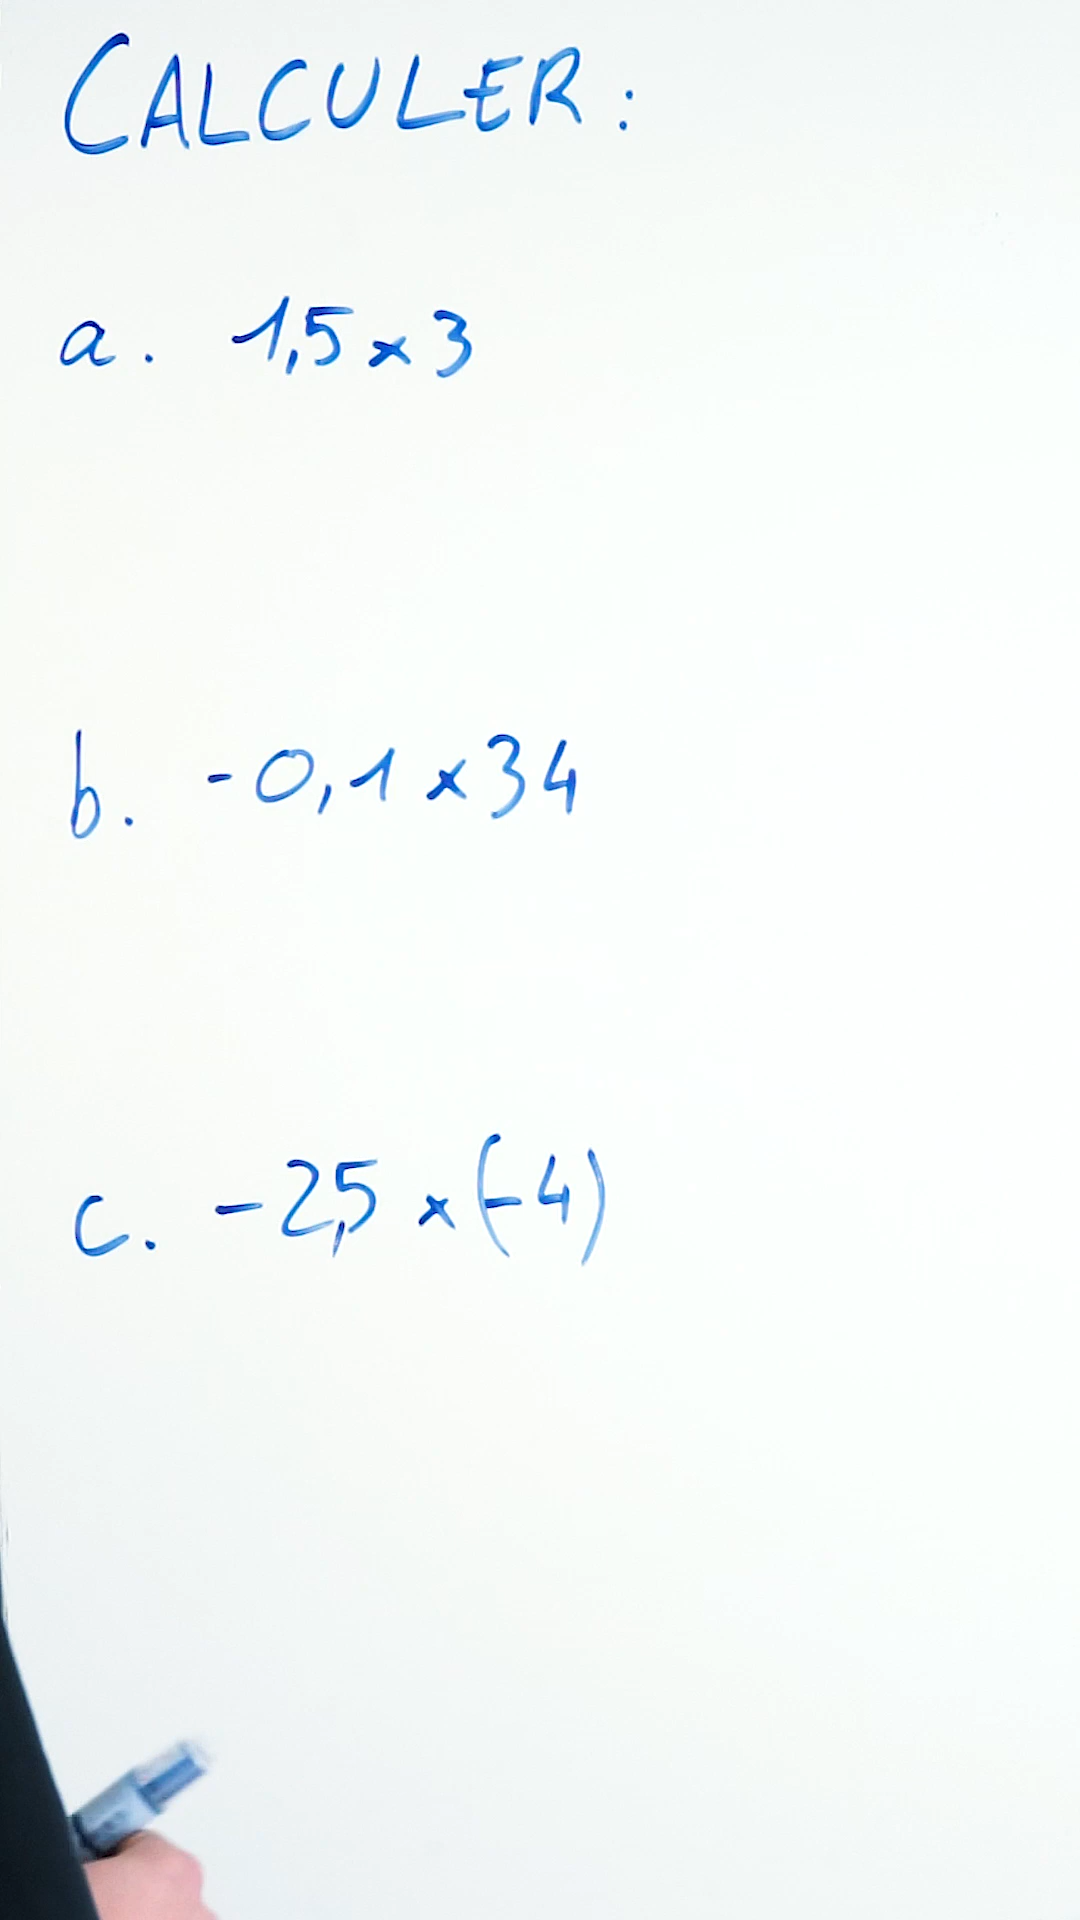 CALCULER :
a. 1,5 × 3
b. -0,1 × 34
c. -2,5 × (-4)